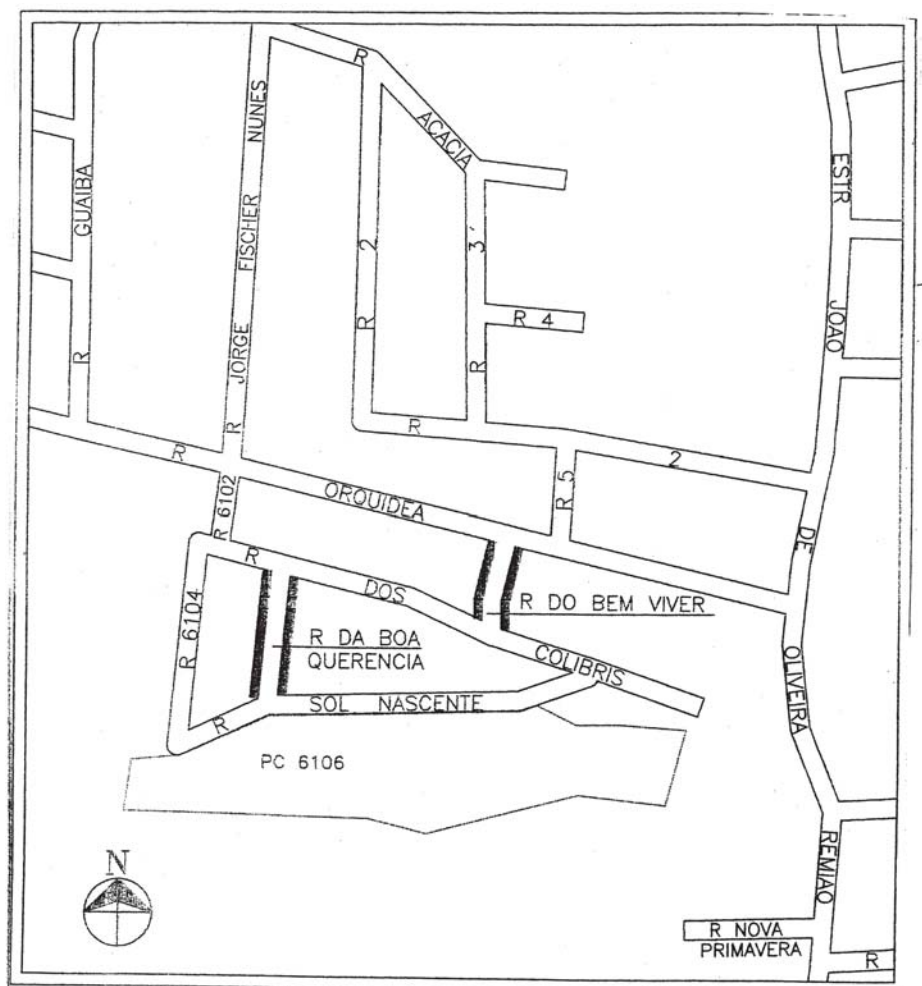 R ACACIA
R GUAIBA
R JORGE FISCHER NUNES
R 2
R 3
R 4
ESTR JOAO DE OLIVEIRA REMIAO
R 2
R 5
R ORQUIDEA
R 6102
R DOS COLIBRIS
R 6104
R DO BEM VIVER
R DA BOA
QUERENCIA
R SOL NASCENTE
PC 6106
N
R NOVA
PRIMAVERA
R